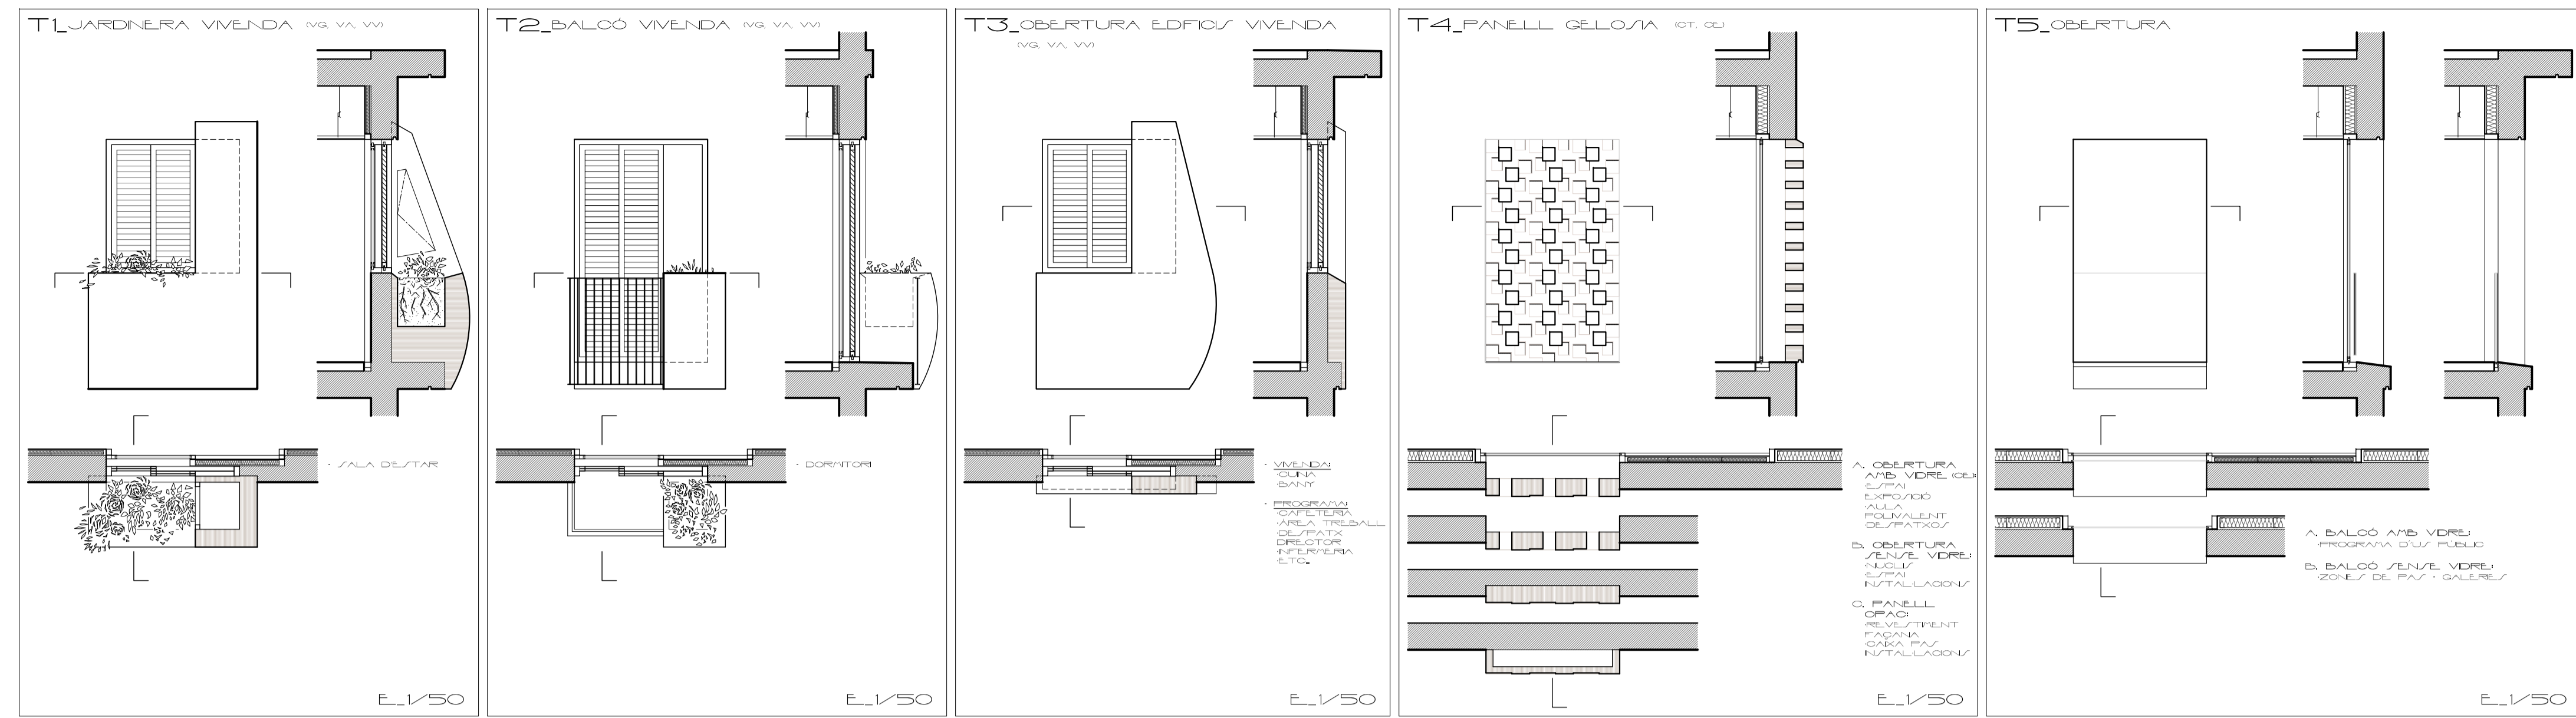 T1_JARDINERA VIVENDA (VG, VA, VV)
· SALA D'ESTAR
E_1/50
T2_BALCÓ VIVENDA (VG, VA, VV)
· DORMITORI
E_1/50
T3_OBERTURA EDIFICIS VIVENDA
(VG, VA, VV)
· VIVENDA:
·CUINA
·BANY
· PROGRAMA:
·CAFETERIA
·ÀREA TREBALL
·DESPATX
DIRECTOR
·INFERMERIA
·ETC.
E_1/50
T4_PANELL GELOSIA (CT, CE)
A. OBERTURA
AMB VIDRE (CE):
·ESPAI
EXPOSICIÓ
·AULA
POLIVALENT
·DESPATXOS
B. OBERTURA
SENSE VIDRE:
·NUCLIS
·ESPAI
INSTAL·LACIONS
C. PANELL
OPAC:
·REVESTIMENT
FAÇANA
·CAIXA PAS
INSTAL·LACIONS
E_1/50
T5_OBERTURA
A. BALCÓ AMB VIDRE:
·PROGRAMA D'US PÚBLIC
B. BALCÓ SENSE VIDRE:
·ZONES DE PAS · GALERIES
E_1/50